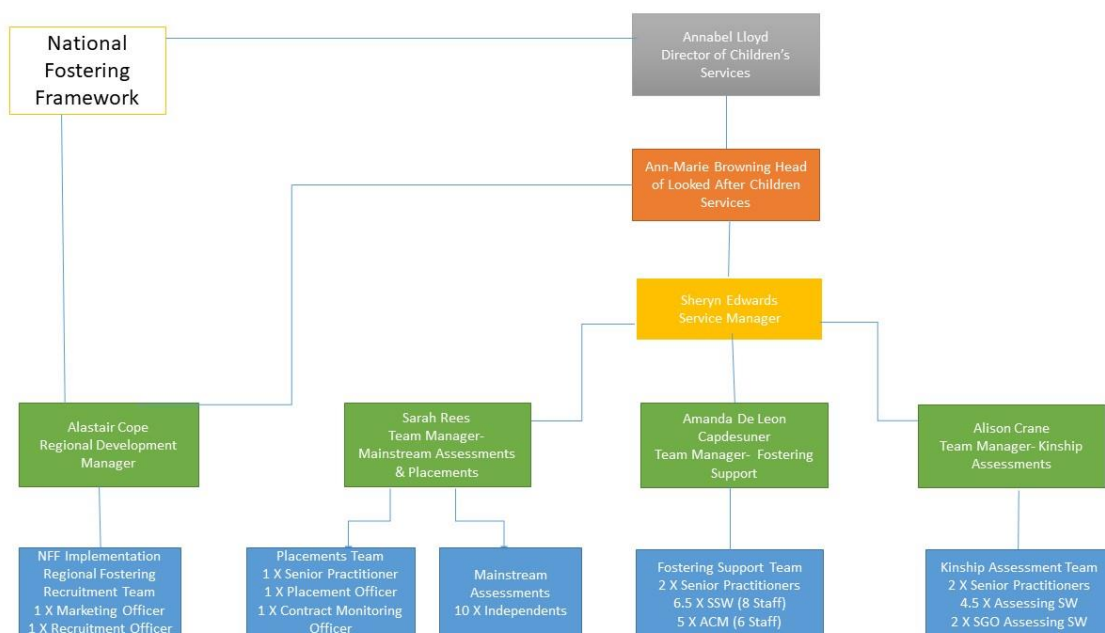 National
Fostering
Framework
Annabel Lloyd
Director of Children's
Services
Ann-Marie Browning Head
of Looked After Children
Services
Sheryn Edwards
Service Manager
Alastair Cope
Regional Development
Manager
Sarah Rees
Team Manager-
Mainstream Assessments
& Placements
Amanda De Leon
Capdesuner
Team Manager- Fostering
Support
Alison Crane
Team Manager- Kinship
Assessments
NFF Implementation
Regional Fostering
Recruitment Team
1 X Marketing Officer
1 X Recruitment Officer
Placements Team
1 X Senior Practitioner
1 X Placement Officer
1 X Contract Monitoring
Officer
Mainstream
Assessments
10 X Independents
Fostering Support Team
2 X Senior Practitioners
6.5 X SSW (8 Staff)
5 X ACM (6 Staff)
Kinship Assessment Team
2 X Senior Practitioners
4.5 X Assessing SW
2 X SGO Assessing SW